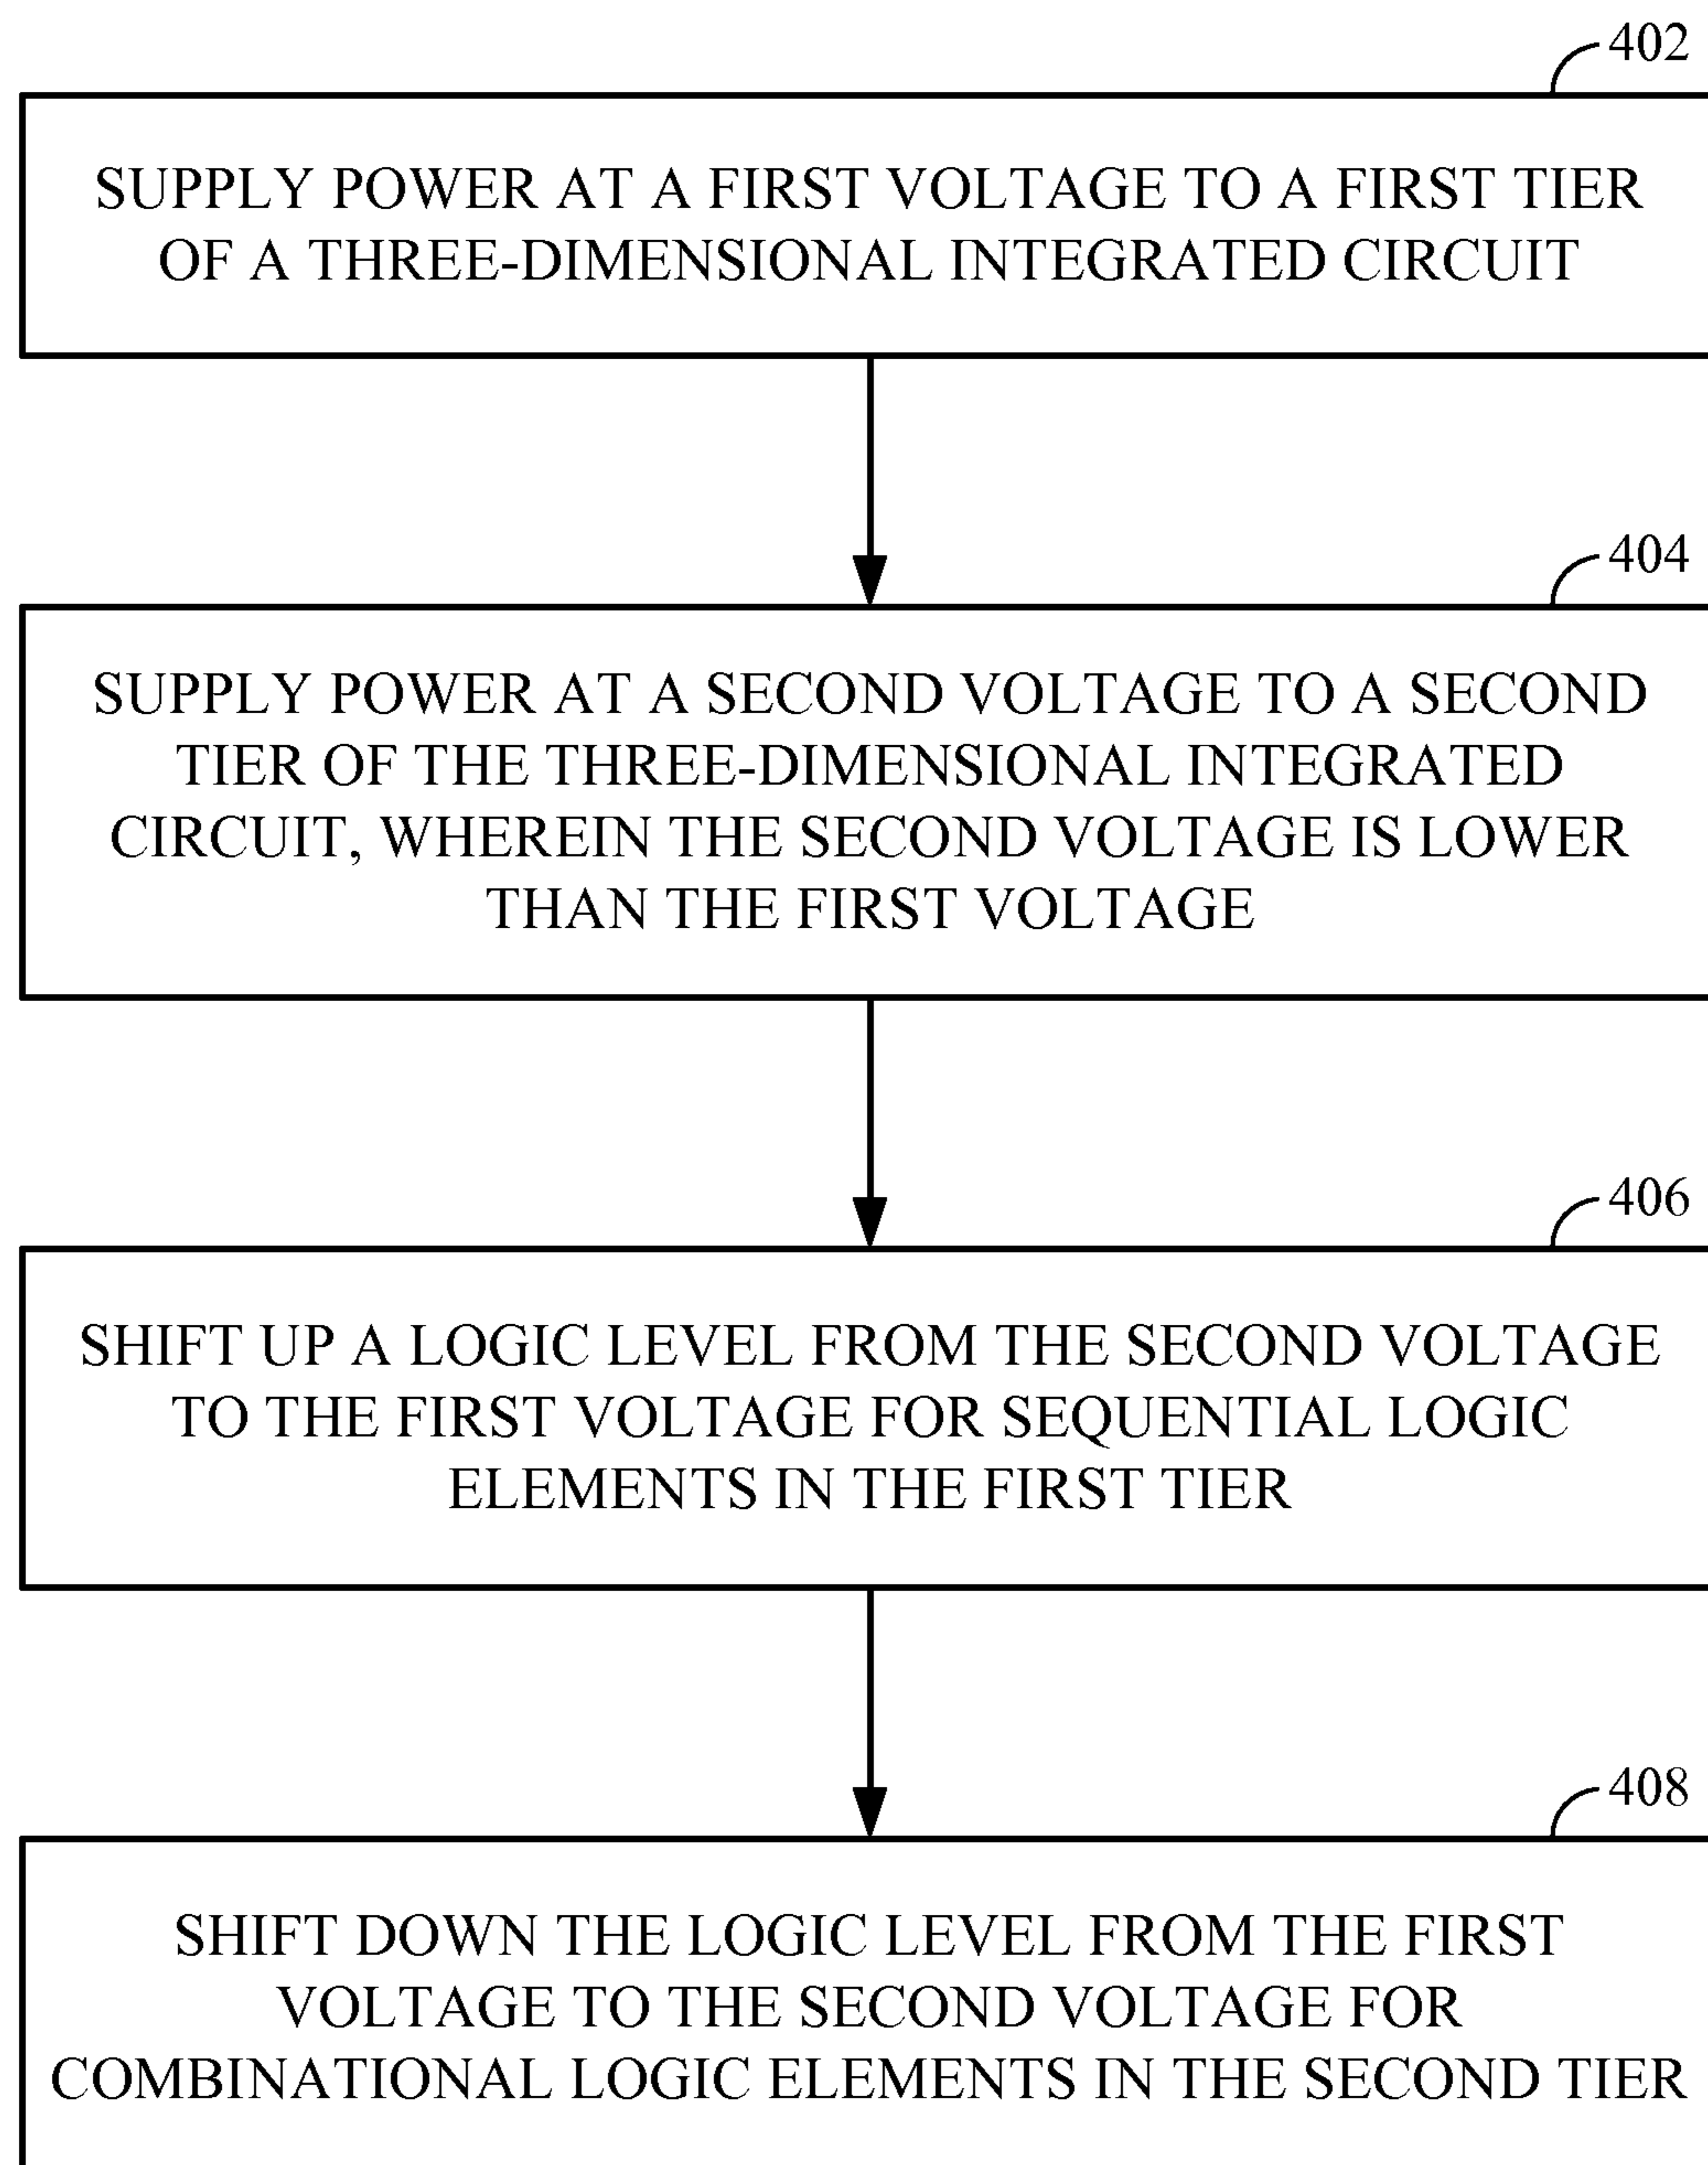 402
SUPPLY POWER AT A FIRST VOLTAGE TO A FIRST TIER
OF A THREE-DIMENSIONAL INTEGRATED CIRCUIT
404
SUPPLY POWER AT A SECOND VOLTAGE TO A SECOND
TIER OF THE THREE-DIMENSIONAL INTEGRATED
CIRCUIT, WHEREIN THE SECOND VOLTAGE IS LOWER
THAN THE FIRST VOLTAGE
406
SHIFT UP A LOGIC LEVEL FROM THE SECOND VOLTAGE
TO THE FIRST VOLTAGE FOR SEQUENTIAL LOGIC
ELEMENTS IN THE FIRST TIER
408
SHIFT DOWN THE LOGIC LEVEL FROM THE FIRST
VOLTAGE TO THE SECOND VOLTAGE FOR
COMBINATIONAL LOGIC ELEMENTS IN THE SECOND TIER